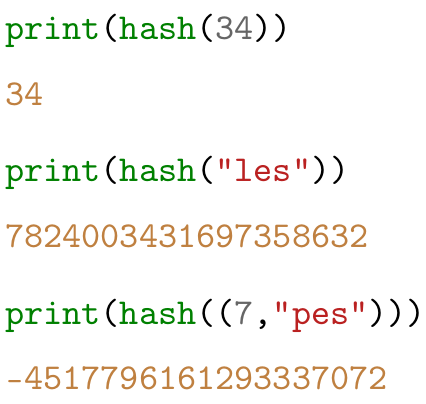 print(hash(34))
34
print(hash("les"))
7824003431697358632
print(hash((7,"pes")))
-4517796161293337072